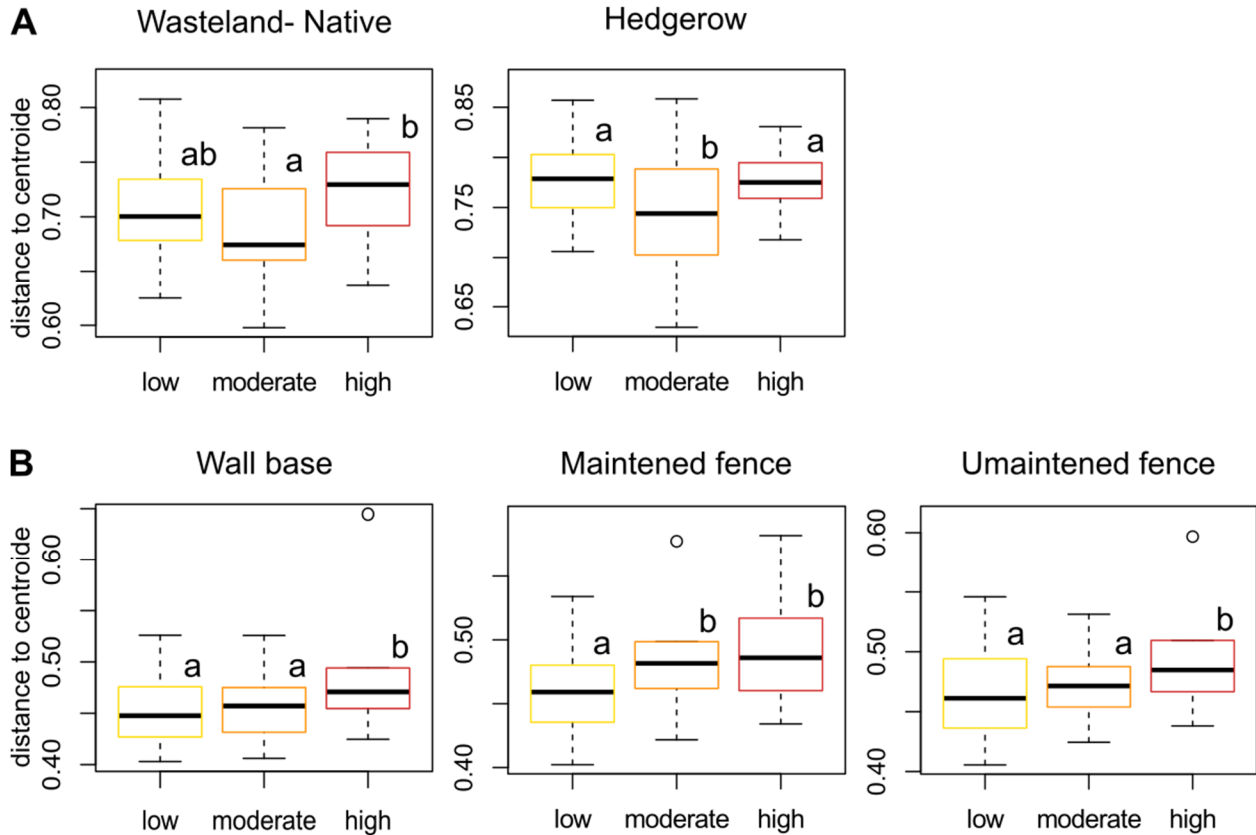 A
Wasteland- Native
Hedgerow
distance to centroide
0.60 0.70 0.80
ab a b
low moderate high
0.65 0.75 0.85
a b a
low moderate high
B
Wall base
Maintened fence
Umaintened fence
distance to centroide
0.40 0.50 0.60
a a b
low moderate high
0.40 0.50
a b b
low moderate high
0.40 0.50 0.60
a a b
low moderate high